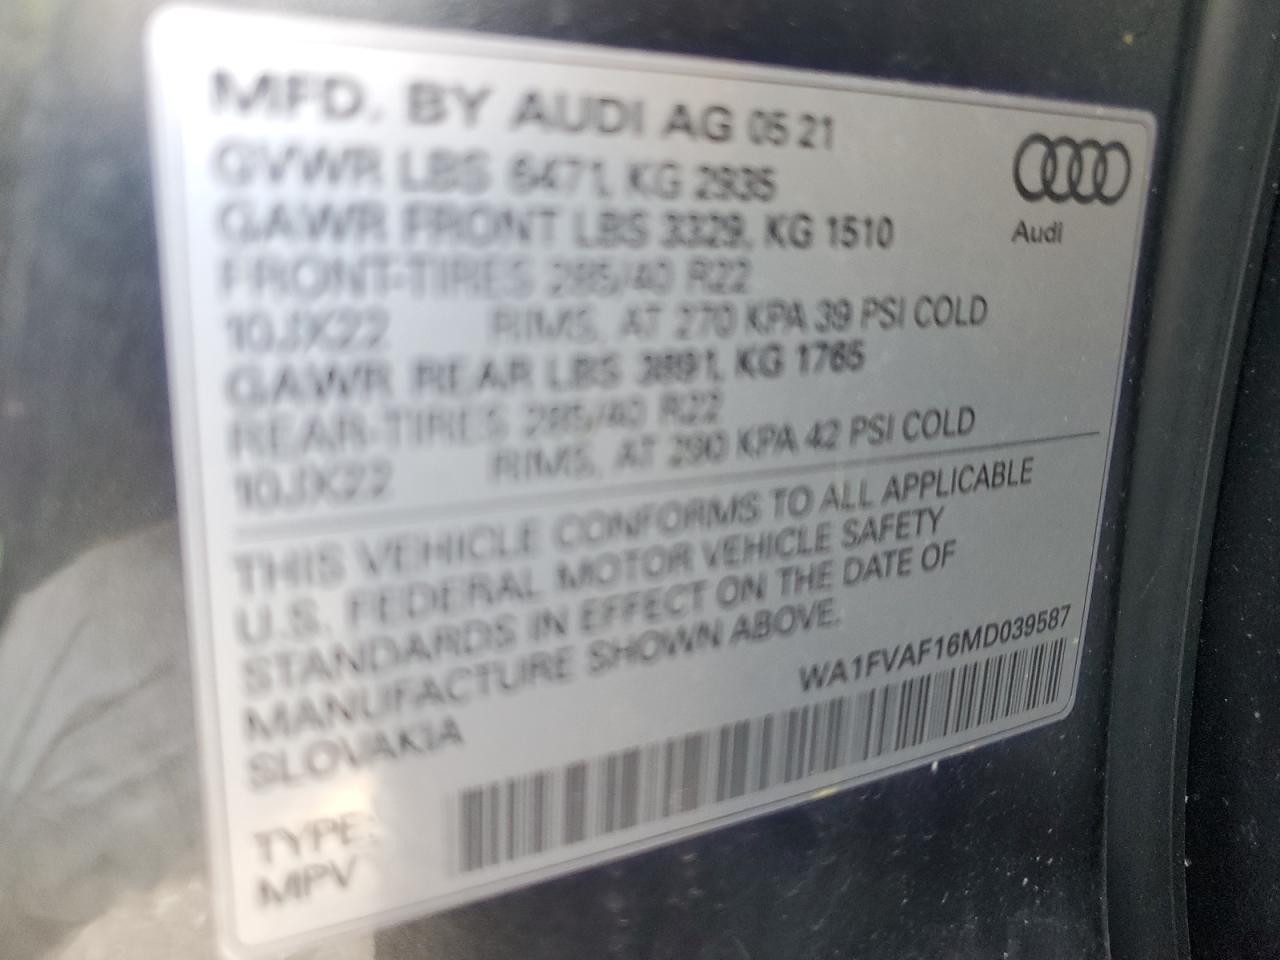 MFD. BY AUDI AG 05 21
GVWR LBS 6471, KG 2935
GAWR FRONT LBS 3329, KG 1510
FRONT-TIRES 285/40 R22
10JX22 RIMS, AT 270 KPA 39 PSI COLD
GAWR REAR LBS 3891, KG 1765
REAR-TIRES 285/40 R22
10JX22 RIMS, AT 290 KPA 42 PSI COLD
Audi
THIS VEHICLE CONFORMS TO ALL APPLICABLE
U.S. FEDERAL MOTOR VEHICLE SAFETY
STANDARDS IN EFFECT ON THE DATE OF
MANUFACTURE SHOWN ABOVE.
SLOVAKIA
WA1FVAF16MD039587
TYPE:
MPV